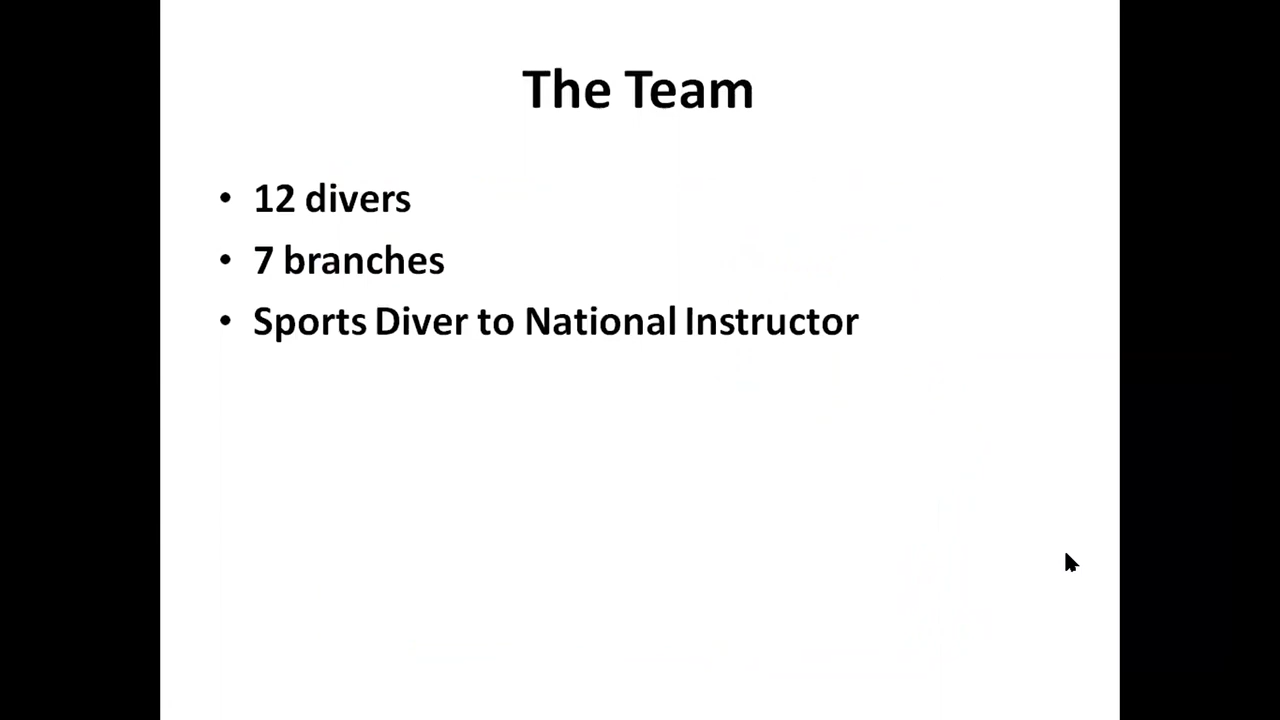 The Team
• 12 divers
• 7 branches
• Sports Diver to National Instructor